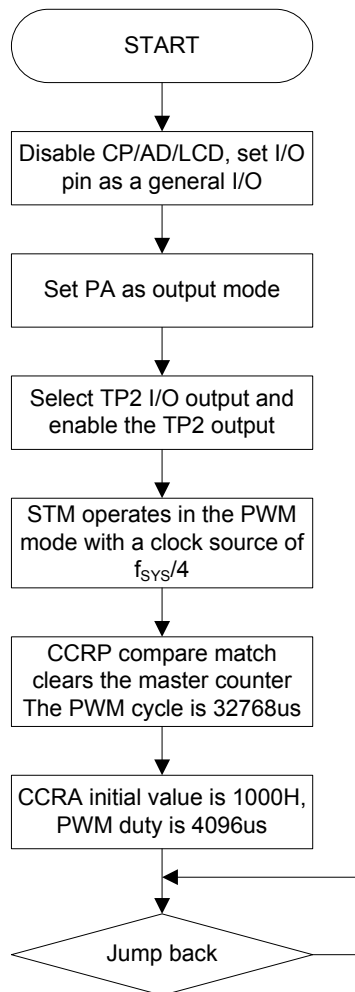 START
Disable CP/AD/LCD, set I/O
pin as a general I/O
Set PA as output mode
Select TP2 I/O output and
enable the TP2 output
STM operates in the PWM
mode with a clock source of
fSYS/4
CCRP compare match
clears the master counter
The PWM cycle is 32768us
CCRA initial value is 1000H,
PWM duty is 4096us
Jump back